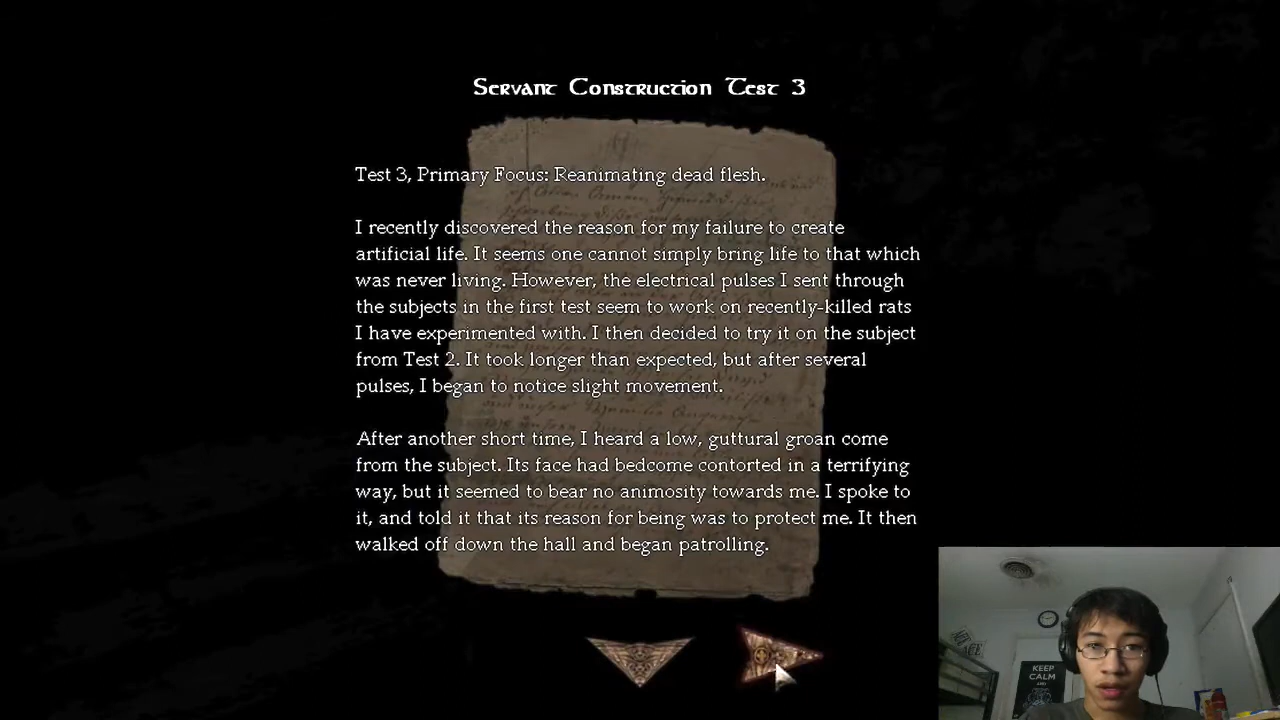 Servant Construction Test 3
Test 3, Primary Focus: Reanimating dead flesh.
I recently discovered the reason for my failure to create
artificial life. It seems one cannot simply bring life to that which
was never living. However, the electrical pulses I sent through
the subjects in the first test seem to work on recently-killed rats
I have experimented with. I then decided to try it on the subject
from Test 2. It took longer than expected, but after several
pulses, I began to notice slight movement.
After another short time, I heard a low, guttural groan come
from the subject. Its face had bedcome contorted in a terrifying
way, but it seemed to bear no animosity towards me. I spoke to
it, and told it that its reason for being was to protect me. It then
walked off down the hall and began patrolling.
KEEP
CALM